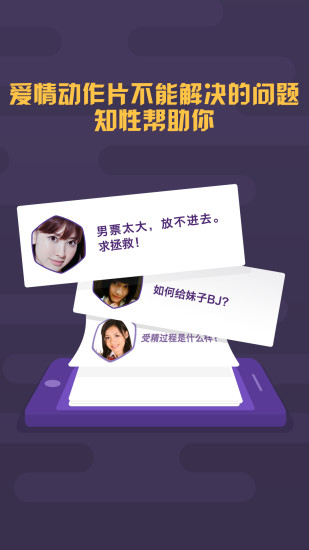 爱情动作片不能解决的问题
知性帮助你
男票太大，放不进去。
求拯救！
如何给妹子BJ？
受精过程是什么样？